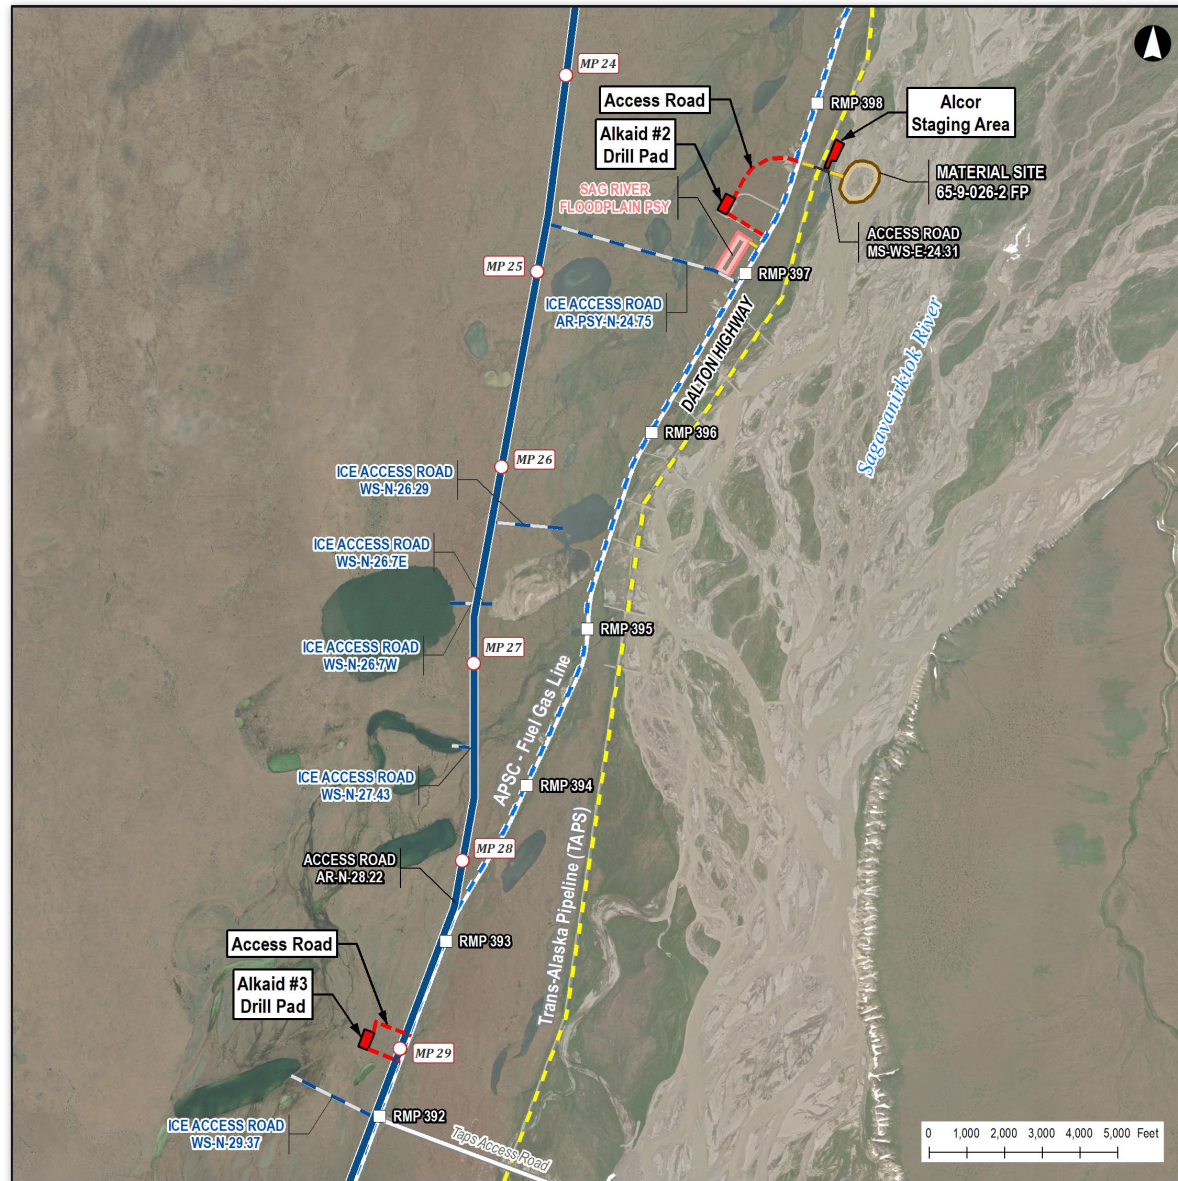 MP 24
RMP 398
Access Road
Alcor
Staging Area
Alkaid #2
Drill Pad
MATERIAL SITE
65-9-026-2 FP
SAG RIVER
FLOODPLAIN PSY
ACCESS ROAD
MS-WS-E-24.31
MP 25
RMP 397
ICE ACCESS ROAD
AR-PSY-N-24.75
DALTON HIGHWAY
Sagavanirktok River
RMP 396
MP 26
ICE ACCESS ROAD
WS-N-26.29
ICE ACCESS ROAD
WS-N-26.7E
RMP 395
ICE ACCESS ROAD
WS-N-26.7W
MP 27
APSC - Fuel Gas Line
ICE ACCESS ROAD
WS-N-27.43
RMP 394
Trans-Alaska Pipeline (TAPS)
MP 28
ACCESS ROAD
AR-N-28.22
RMP 393
Access Road
Alkaid #3
Drill Pad
MP 29
RMP 392
ICE ACCESS ROAD
WS-N-29.37
Taps Access Road
0 1,000 2,000 3,000 4,000 5,000 Feet